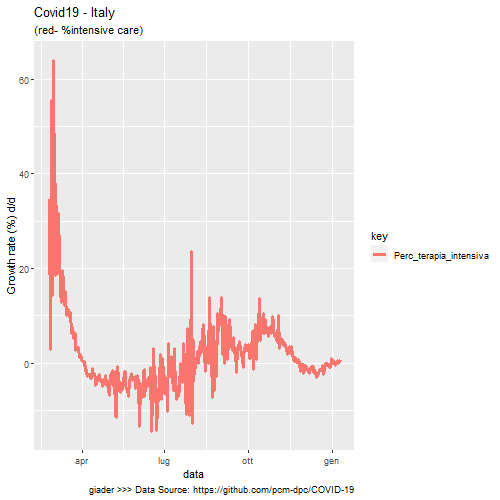 Covid19 - Italy
(red- %intensive care)
Growth rate (%) d/d
60
40
20
0
apr
lug
ott
gen
data
key
Perc_terapia_intensiva
giader >>> Data Source: https://github.com/pcm-dpc/COVID-19